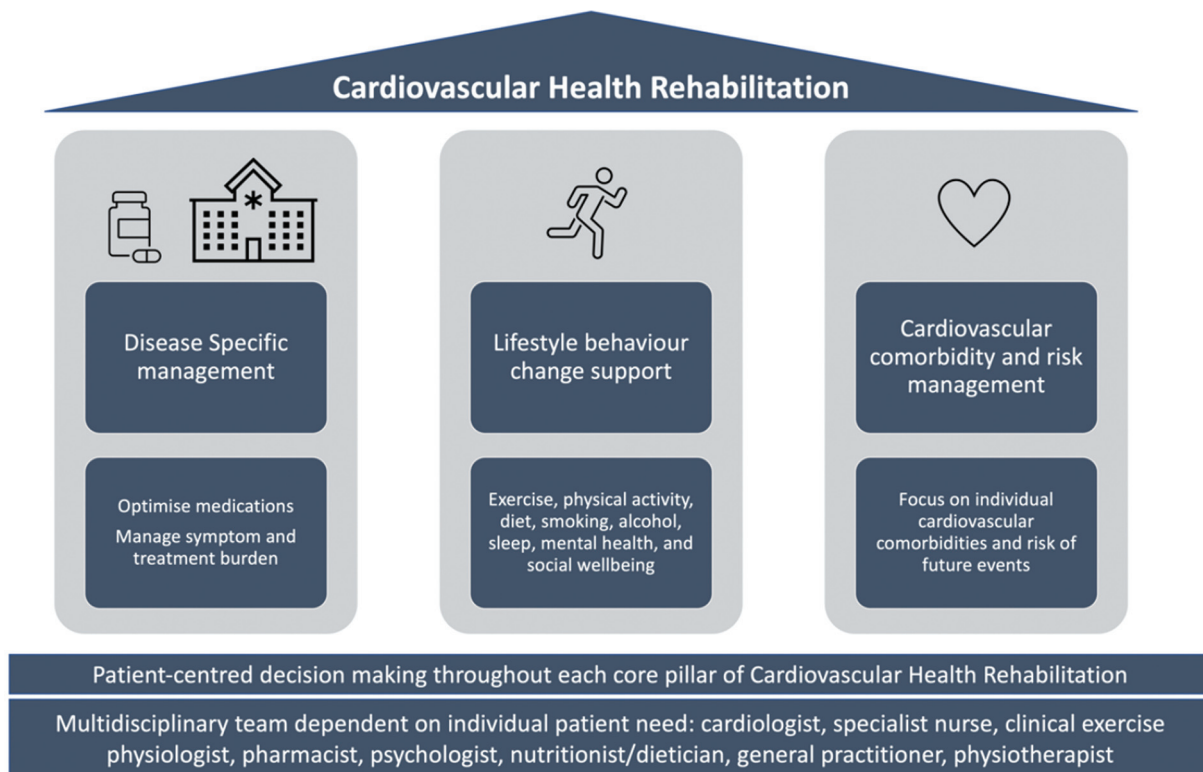 Cardiovascular Health Rehabilitation
Disease Specific
management
Optimise medications
Manage symptom and
treatment burden
Lifestyle behaviour
change support
Exercise, physical activity,
diet, smoking, alcohol,
sleep, mental health, and
social wellbeing
Cardiovascular
comorbidity and risk
management
Focus on individual
cardiovascular
comorbidities and risk of
future events
Patient-centred decision making throughout each core pillar of Cardiovascular Health Rehabilitation
Multidisciplinary team dependent on individual patient need: cardiologist, specialist nurse, clinical exercise
physiologist, pharmacist, psychologist, nutritionist/dietician, general practitioner, physiotherapist